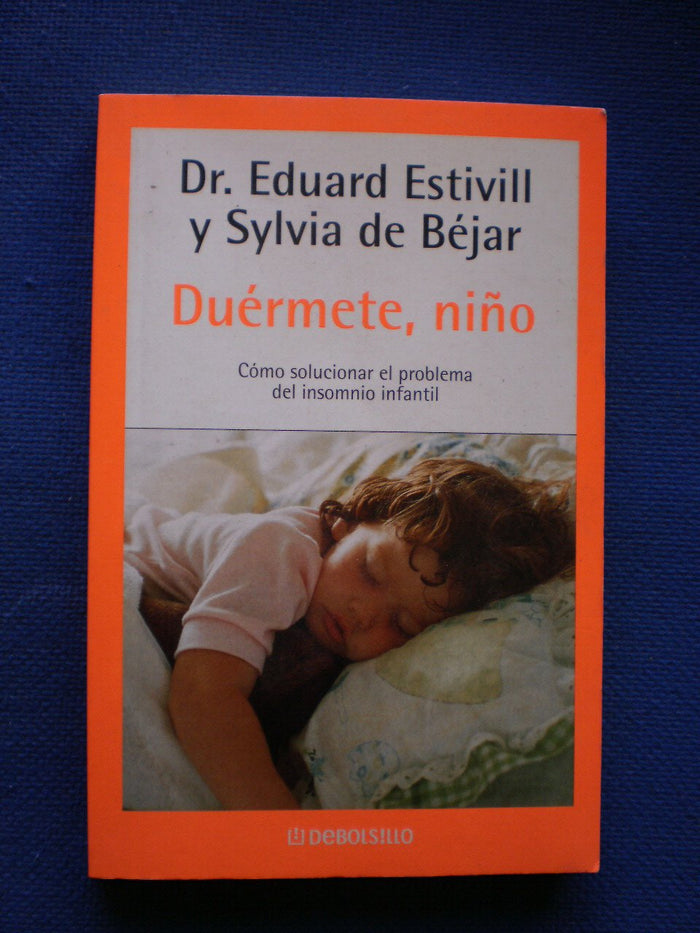 Dr. Eduard Estivill
y Sylvia de Béjar
Duérmete, niño
Cómo solucionar el problema
del insomnio infantil
DEBOLSILLO